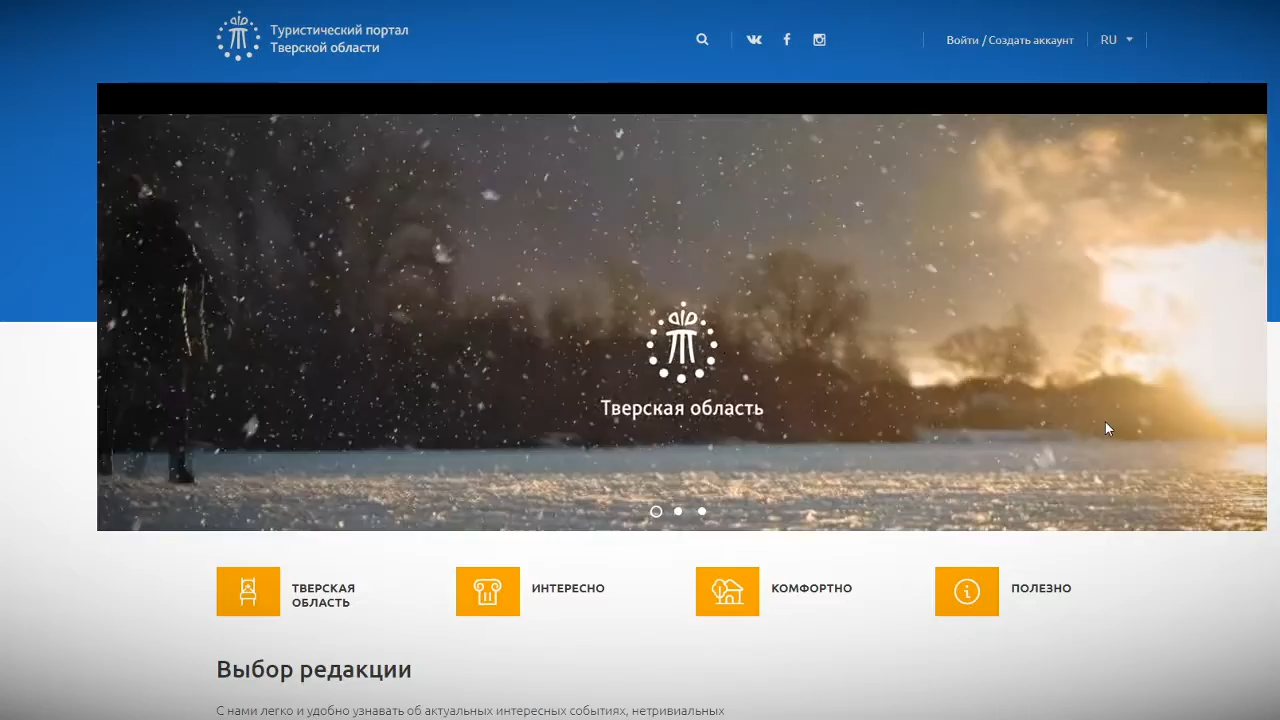 Туристический портал
Тверской области
Войти / Создать аккаунт
RU
Тверская область
ТВЕРСКАЯ
ОБЛАСТЬ
ИНТЕРЕСНО
КОМФОРТНО
ПОЛЕЗНО
Выбор редакции
С нами легко и удобно узнавать об актуальных интересных событиях, нетривиальных